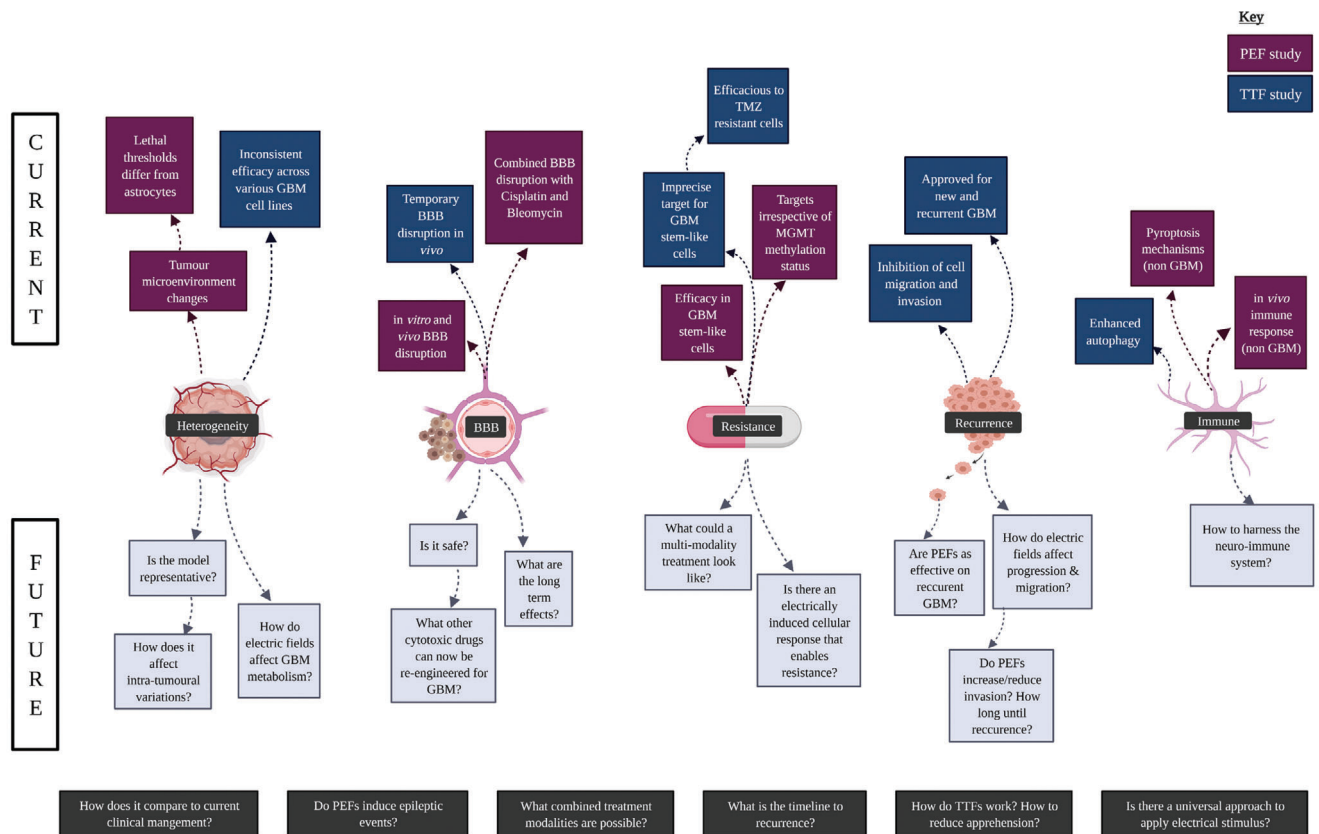 Key
PEF study
TTF study
CURRENT
Lethal
thresholds
differ from
astrocytes
Inconsistent
efficacy across
various GBM
cell lines
Tumour
microenvironment
changes
Heterogeneity
Temporary
BBB
disruption in
vivo
Combined BBB
disruption with
Cisplatin and
Bleomycin
in vitro and
vivo BBB
disruption
BBB
Efficacious to
TMZ
resistant cells
Imprecise
target for
GBM
stem-like
cells
Targets
irrespective of
MGMT
methylation
status
Efficacy in
GBM
stem-like
cells
Resistance
Approved for
new and
recurrent GBM
Inhibition of cell
migration and
invasion
Recurrence
Pyroptosis
mechanisms
(non GBM)
Enhanced
autophagy
in vivo
immune
response
(non GBM)
Immune
FUTURE
Is the model
representative?
How does it
affect
intra-tumoural
variations?
How do
electric fields
affect GBM
metabolism?
Is it safe?
What are
the long
term
effects?
What other
cytotoxic drugs
can now be
re-engineered for
GBM?
What could a
multi-modality
treatment look
like?
Is there an
electrically
induced cellular
response that
enables
resistance?
Are PEFs as
effective on
reccurent
GBM?
How do electric
fields affect
progression &
migration?
Do PEFs
increase/reduce
invasion? How
long until
reccurence?
How to harness the
neuro-immune
system?
How does it compare to current
clinical mangement?
Do PEFs induce epileptic
events?
What combined treatment
modalities are possible?
What is the timeline to
recurrence?
How do TTFs work? How to
reduce apprehension?
Is there a universal approach to
apply electrical stimulus?